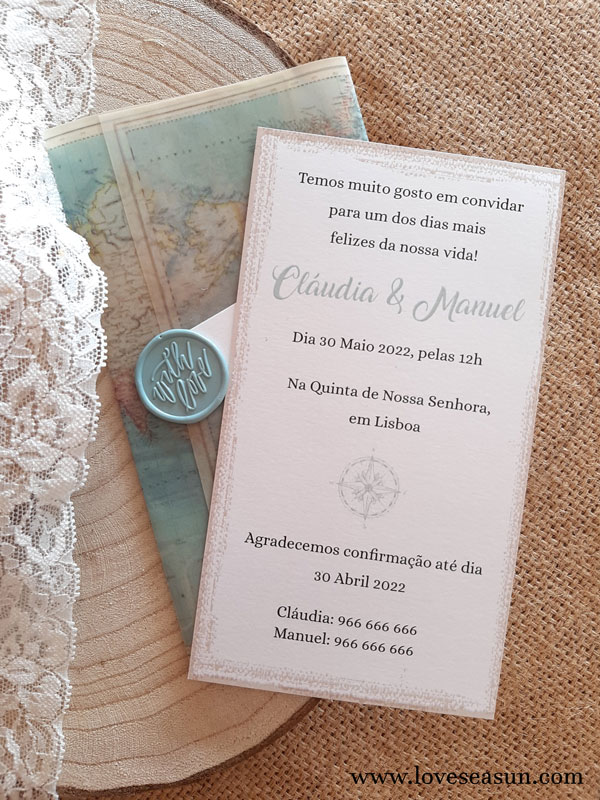 Temos muito gosto em convidar
para um dos dias mais
felizes da nossa vida!
Cláudia & Manuel
Dia 30 Maio 2022, pelas 12h
Na Quinta de Nossa Senhora,
em Lisboa
Agradecemos confirmação até dia
30 Abril 2022
Cláudia: 966 666 666
Manuel: 966 666 666
with
love
www.loveseasun.com